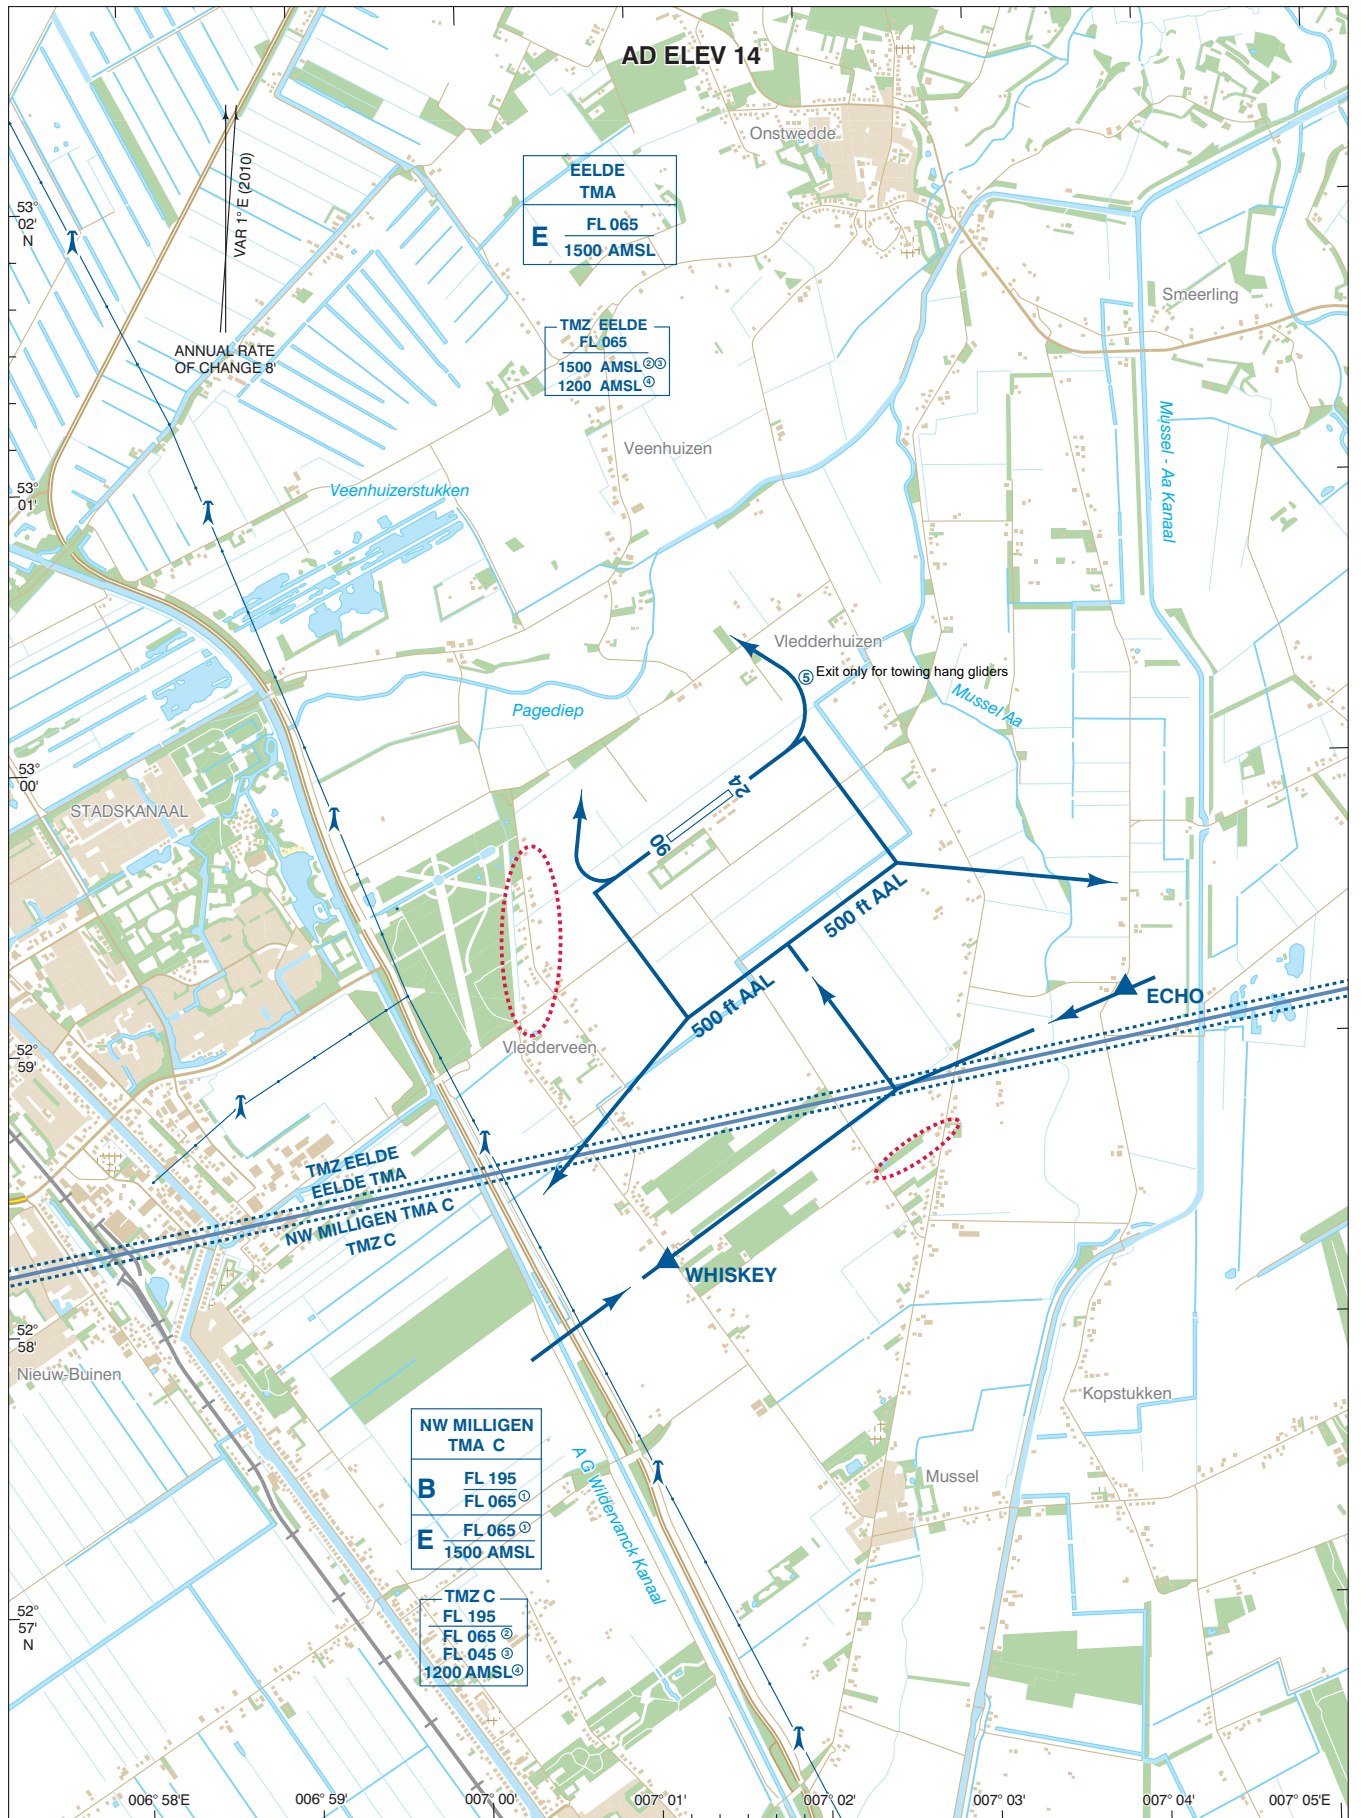 AD ELEV 14
Onstwedde
EELDE
TMA
E
FL 065
1500 AMSL
53°
02'
N
VAR 1° E (2010)
ANNUAL RATE
OF CHANGE 8'
Smeerling
TMZ EELDE
FL 065
1500 AMSL②③
1200 AMSL④
Veenhuizen
Mussel - Aa Kanaal
53°
01'
Veenhuizerstukken
Vledderhuizen
⑤ Exit only for towing hang gliders
Mussel Aa
Pagediep
53°
00'
STADSKANAAL
24
06
500 ft AAL
500 ft AAL
ECHO
52°
59'
Vledderveen
TMZ EELDE
EELDE TMA
NW MILLIGEN TMA C
TMZ C
WHISKEY
52°
58'
Nieuw-Buinen
Kopstukken
NW MILLIGEN
TMA C
B
FL 195
FL 065①
E
FL 065①
1500 AMSL
A G Wildervanck Kanaal
Mussel
TMZ C
FL 195
FL 065②
FL 045③
1200 AMSL④
52°
57'
N
006° 58'E
006° 59'
007° 00'
007° 01'
007° 02'
007° 03'
007° 04'
007° 05'E